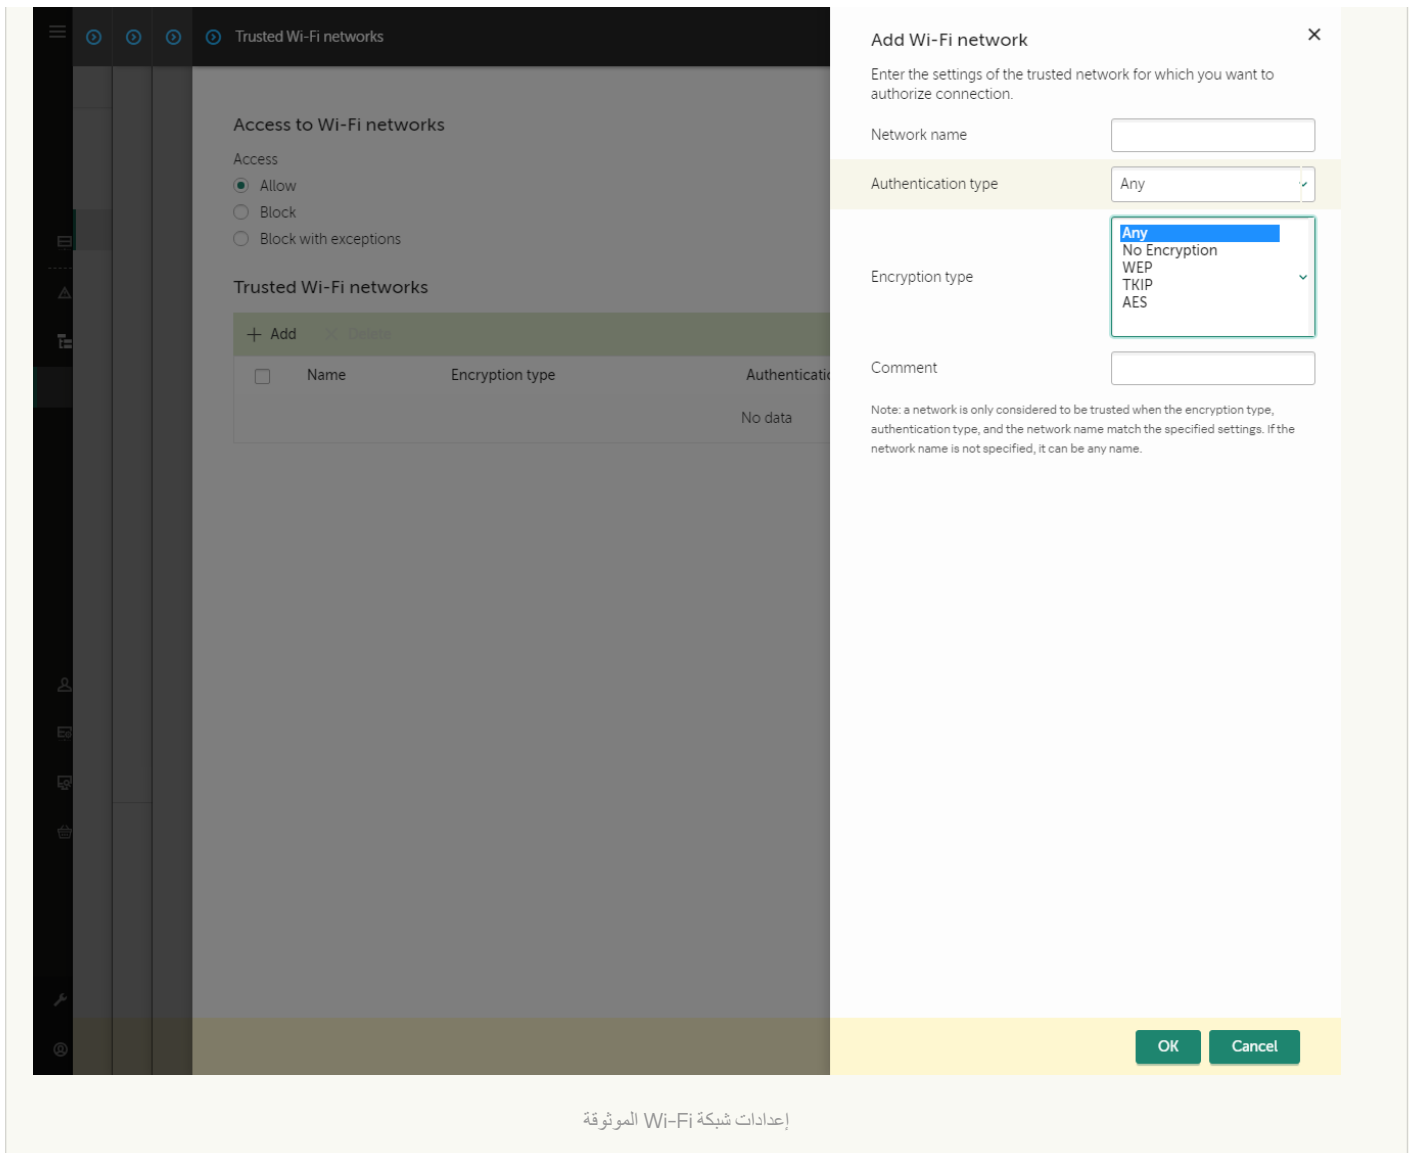 Trusted Wi-Fi networks
Access to Wi-Fi networks
Access
Allow
Block
Block with exceptions
Trusted Wi-Fi networks
Add
Delete
Name Encryption type Authenticatio
No data
Add Wi-Fi network
Enter the settings of the trusted network for which you want to
authorize connection.
Network name
Authentication type Any
Encryption type
Any
No Encryption
WEP
TKIP
AES
Comment
Note: a network is only considered to be trusted when the encryption type,
authentication type, and the network name match the specified settings. If the
network name is not specified, it can be any name.
OK Cancel
إعدادات شبكة Wi-Fi الموثوقة